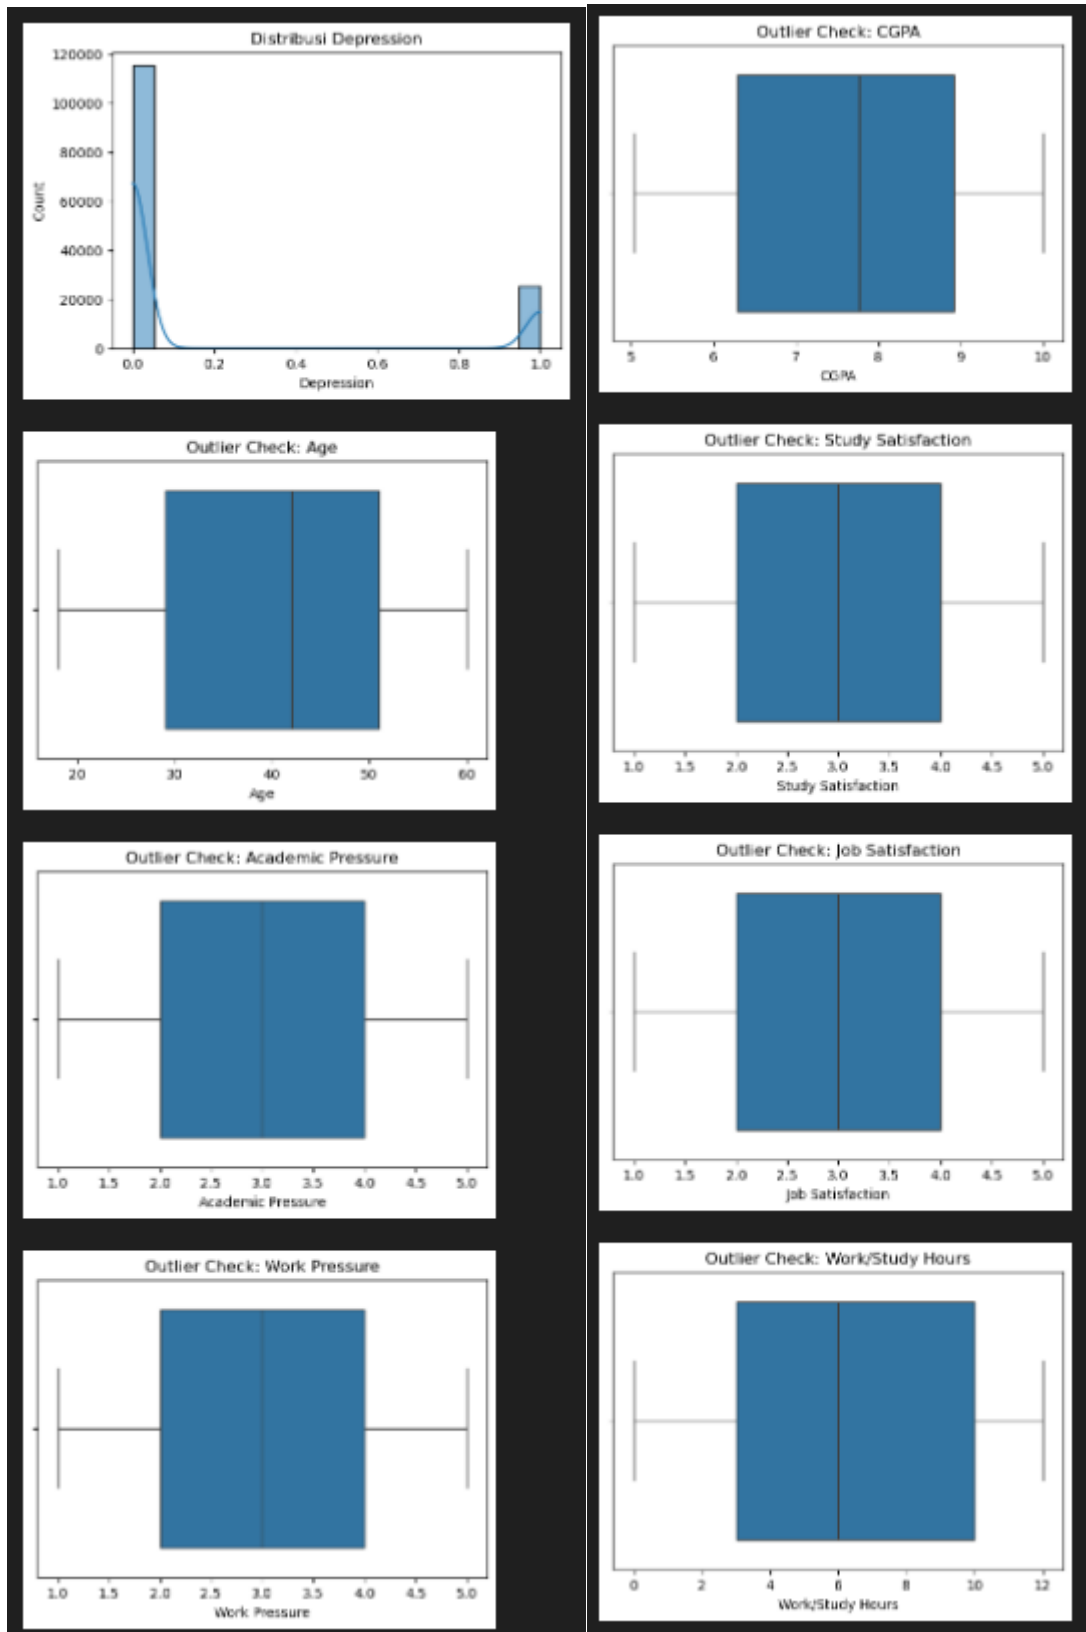 Distribusi Depression
120000
100000
80000
60000
40000
20000
0
Count
0.0 0.2 0.4 0.6 0.8 1.0
Depression
Outlier Check: Age
20 30 40 50 60
Age
Outlier Check: Academic Pressure
1.0 1.5 2.0 2.5 3.0 3.5 4.0 4.5 5.0
Academic Pressure
Outlier Check: Work Pressure
1.0 1.5 2.0 2.5 3.0 3.5 4.0 4.5 5.0
Work Pressure
Outlier Check: CGPA
5 6 7 8 9 10
CGPA
Outlier Check: Study Satisfaction
1.0 1.5 2.0 2.5 3.0 3.5 4.0 4.5 5.0
Study Satisfaction
Outlier Check: Job Satisfaction
1.0 1.5 2.0 2.5 3.0 3.5 4.0 4.5 5.0
Job Satisfaction
Outlier Check: Work/Study Hours
0 2 4 6 8 10 12
Work/Study Hours